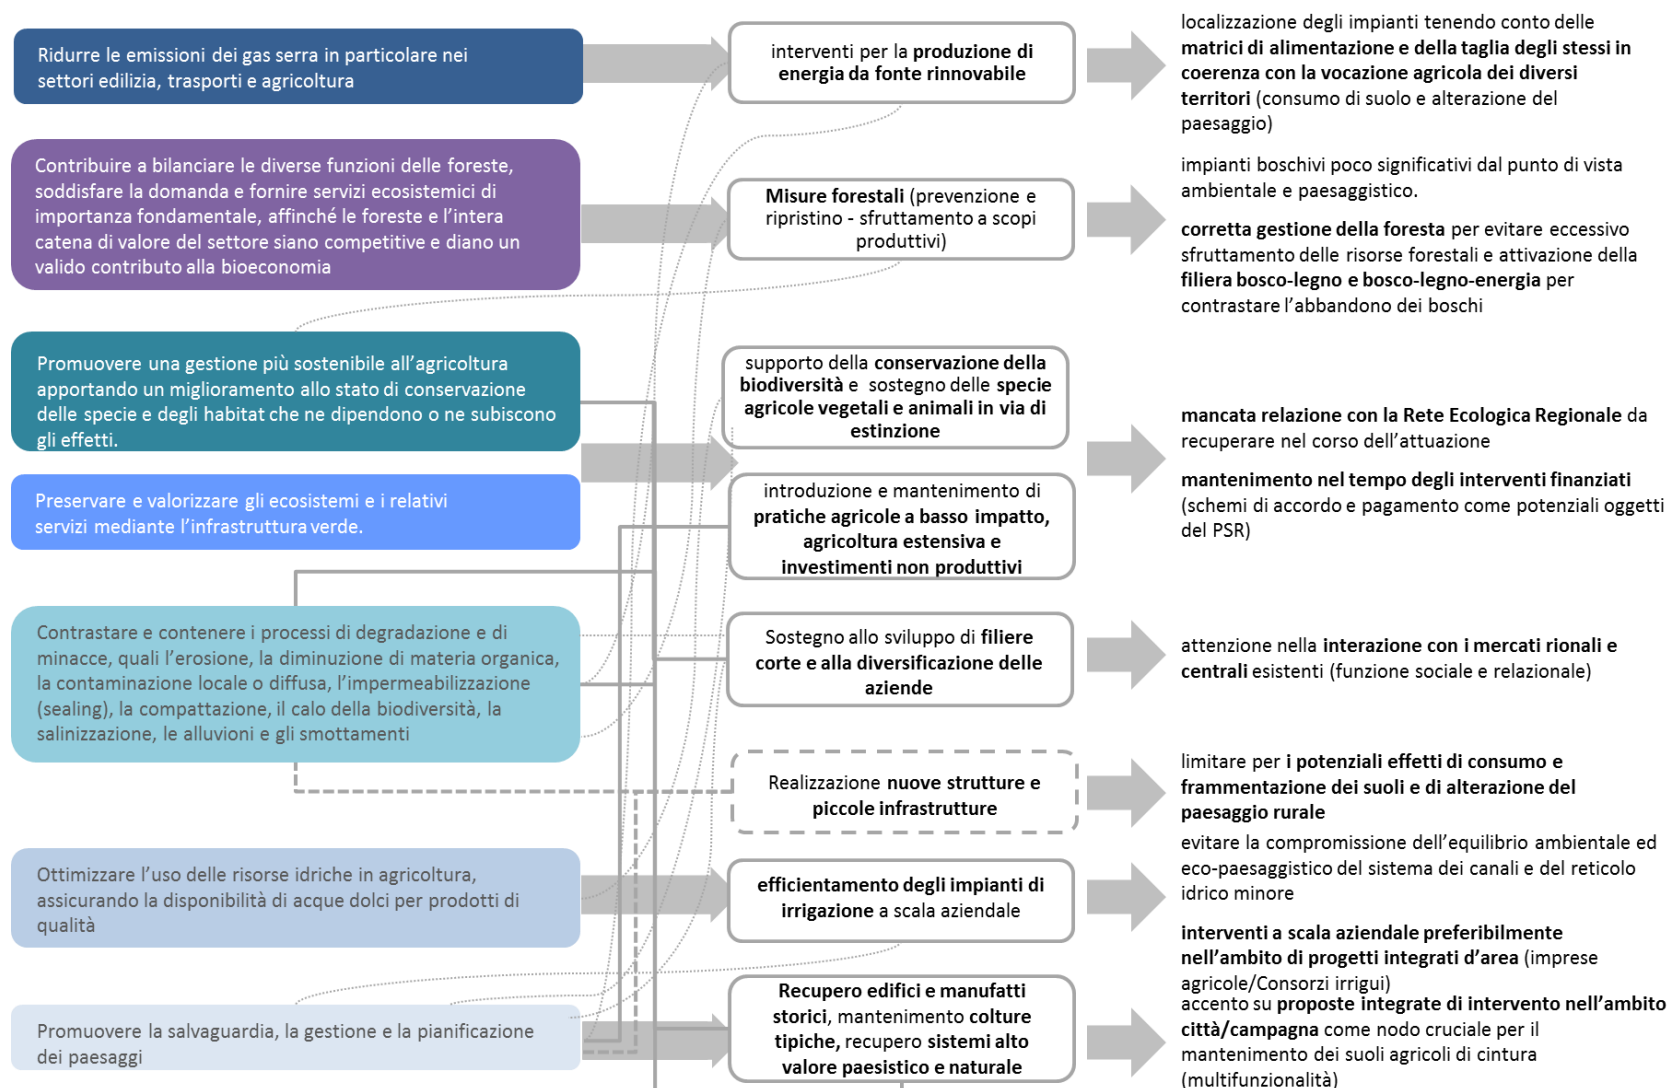 Ridurre le emissioni dei gas serra in particolare nei
settori edilizia, trasporti e agricoltura
interventi per la produzione di
energia da fonte rinnovabile
localizzazione degli impianti tenendo conto delle
matrici di alimentazione e della taglia degli stessi in
coerenza con la vocazione agricola dei diversi
territori (consumo di suolo e alterazione del
paesaggio)
Contribuire a bilanciare le diverse funzioni delle foreste,
soddisfare la domanda e fornire servizi ecosistemici di
importanza fondamentale, affinché le foreste e l'intera
catena di valore del settore siano competitive e diano un
valido contributo alla bioeconomia
Misure forestali (prevenzione e
ripristino - sfruttamento a scopi
produttivi)
impianti boschivi poco significativi dal punto di vista
ambientale e paesaggistico.
corretta gestione della foresta per evitare eccessivo
sfruttamento delle risorse forestali e attivazione della
filiera bosco-legno e bosco-legno-energia per
contrastare l'abbandono dei boschi
Promuovere una gestione più sostenibile all'agricoltura
apportando un miglioramento allo stato di conservazione
delle specie e degli habitat che ne dipendono o ne subiscono
gli effetti.
Preservare e valorizzare gli ecosistemi e i relativi
servizi mediante l'infrastruttura verde.
supporto della conservazione della
biodiversità e sostegno delle specie
agricole vegetali e animali in via di
estinzione
introduzione e mantenimento di
pratiche agricole a basso impatto,
agricoltura estensiva e
investimenti non produttivi
mancata relazione con la Rete Ecologica Regionale da
recuperare nel corso dell'attuazione
mantenimento nel tempo degli interventi finanziati
(schemi di accordo e pagamento come potenziali oggetti
del PSR)
Contrastare e contenere i processi di degradazione e di
minacce, quali l'erosione, la diminuzione di materia organica,
la contaminazione locale o diffusa, l'impermeabilizzazione
(sealing), la compattazione, il calo della biodiversità, la
salinizzazione, le alluvioni e gli smottamenti
Sostegno allo sviluppo di filiere
corte e alla diversificazione delle
aziende
attenzione nella interazione con i mercati rionali e
centrali esistenti (funzione sociale e relazionale)
Realizzazione nuove strutture e
piccole infrastrutture
limitare per i potenziali effetti di consumo e
frammentazione dei suoli e di alterazione del
paesaggio rurale
Ottimizzare l'uso delle risorse idriche in agricoltura,
assicurando la disponibilità di acque dolci per prodotti di
qualità
efficientamento degli impianti di
irrigazione a scala aziendale
evitare la compromissione dell'equilibrio ambientale ed
eco-paesaggistico del sistema dei canali e del reticolo
idrico minore
interventi a scala aziendale preferibilmente
nell'ambito di progetti integrati d'area (imprese
agricole/Consorzi irrigui)
Promuovere la salvaguardia, la gestione e la pianificazione
dei paesaggi
Recupero edifici e manufatti
storici, mantenimento colture
tipiche, recupero sistemi alto
valore paesistico e naturale
accento su proposte integrate di intervento nell'ambito
città/campagna come nodo cruciale per il
mantenimento dei suoli agricoli di cintura
(multifunzionalità)